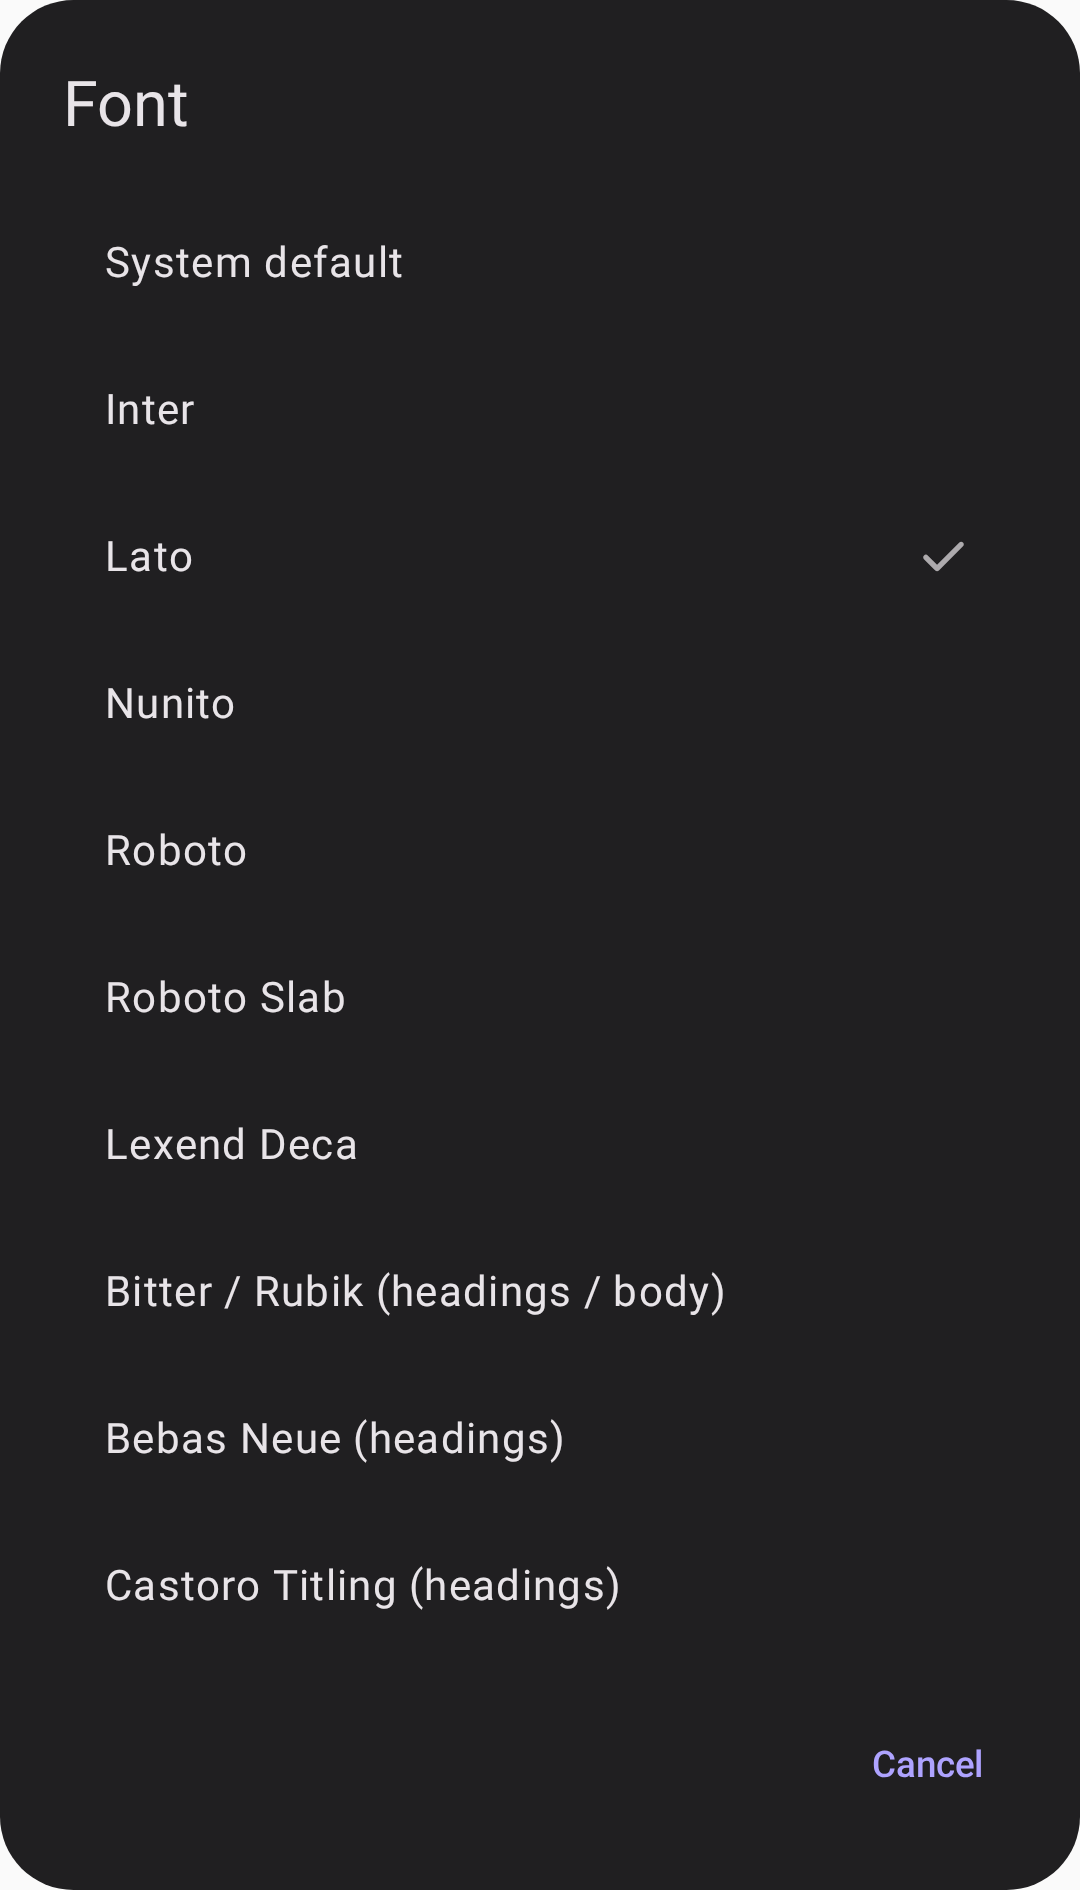 Font
System default
Inter
Lato
Nunito
Roboto
Roboto Slab
Lexend Deca
Bitter / Rubik (headings / body)
Bebas Neue (headings)
Castoro Titling (headings)
Cancel